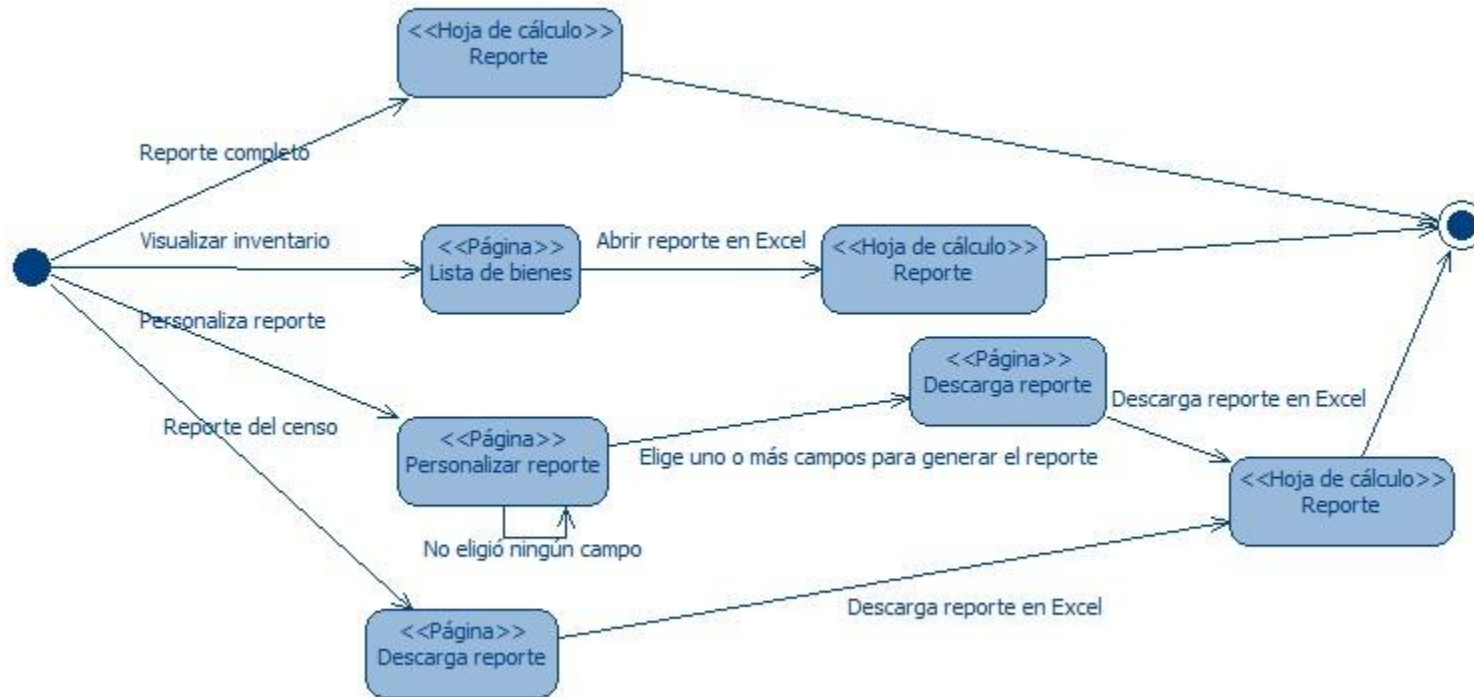 <<Hoja de cálculo>>
Reporte
Reporte completo
Visualizar inventario
<<Página>>
Lista de bienes
Abrir reporte en Excel
<<Hoja de cálculo>>
Reporte
Personaliza reporte
<<Página>>
Descarga reporte
Descarga reporte en Excel
Reporte del censo
<<Página>>
Personalizar reporte
Elige uno o más campos para generar el reporte
<<Hoja de cálculo>>
Reporte
No eligió ningún campo
Descarga reporte en Excel
<<Página>>
Descarga reporte